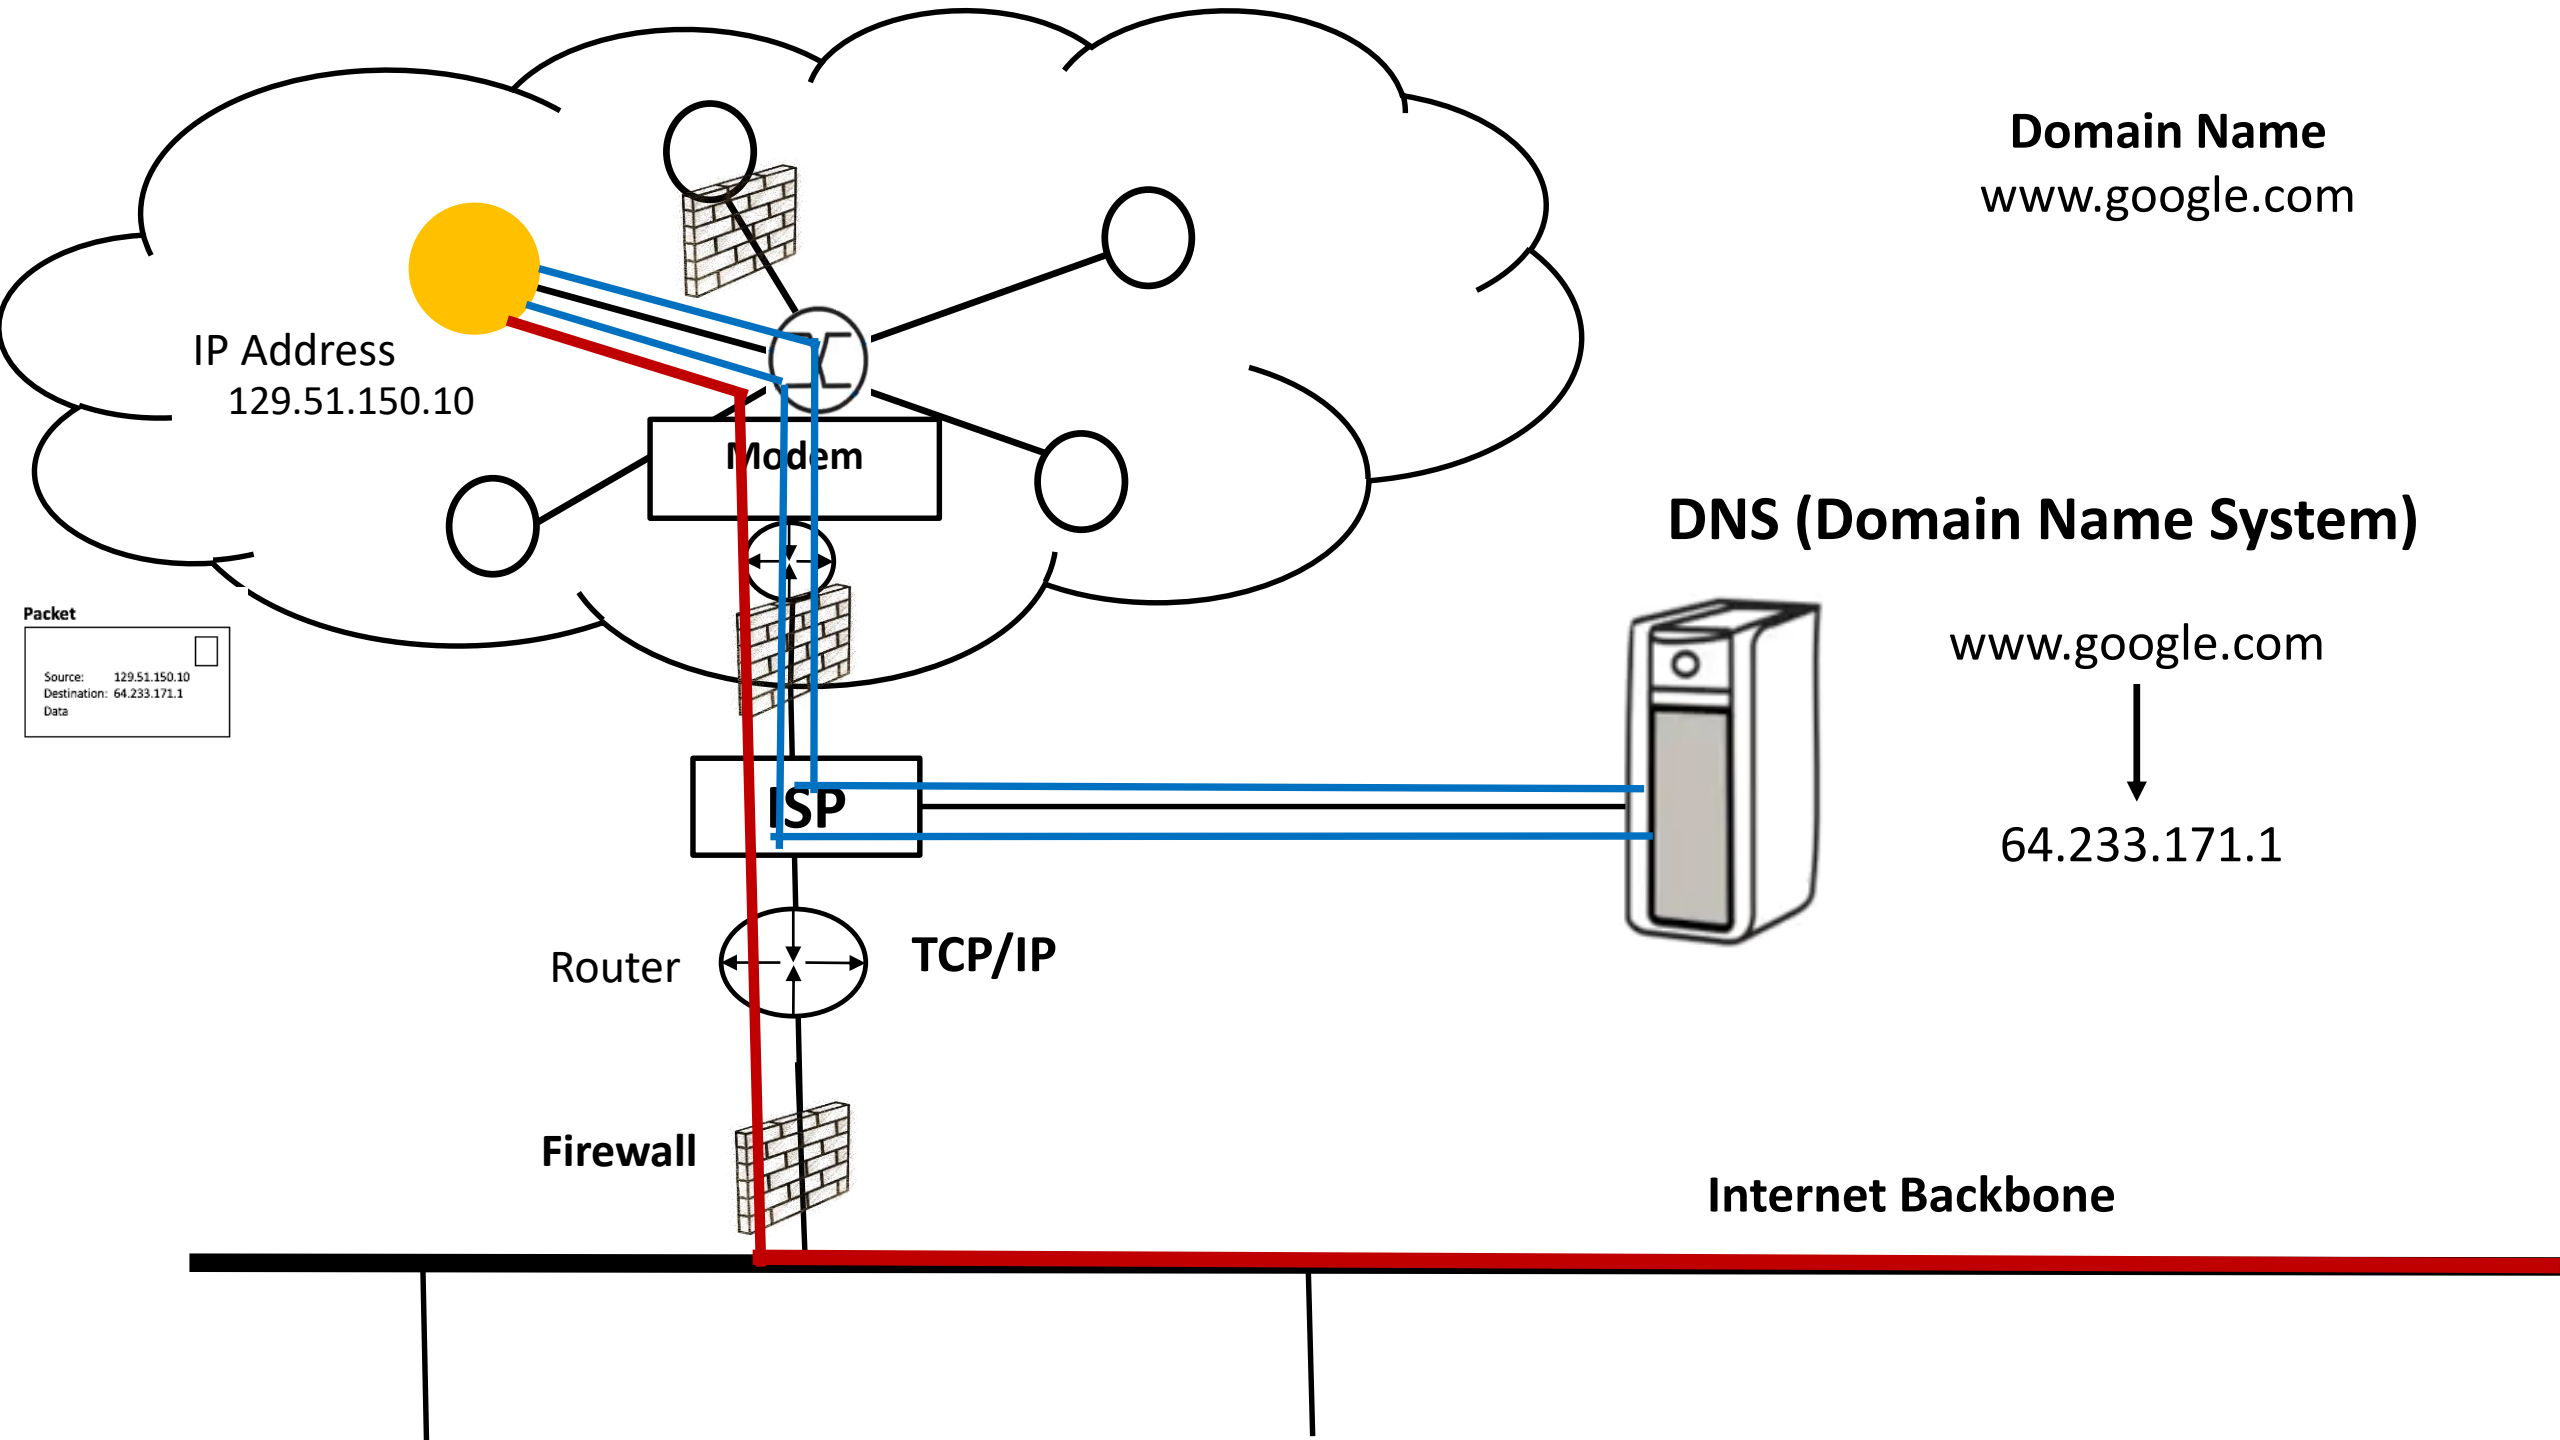 Domain Name
www.google.com
IP Address
129.51.150.10
Modem
DNS (Domain Name System)
Packet
Source: 129.51.150.10
Destination: 64.233.171.1
Data
www.google.com
64.233.171.1
ISP
Router
TCP/IP
Firewall
Internet Backbone